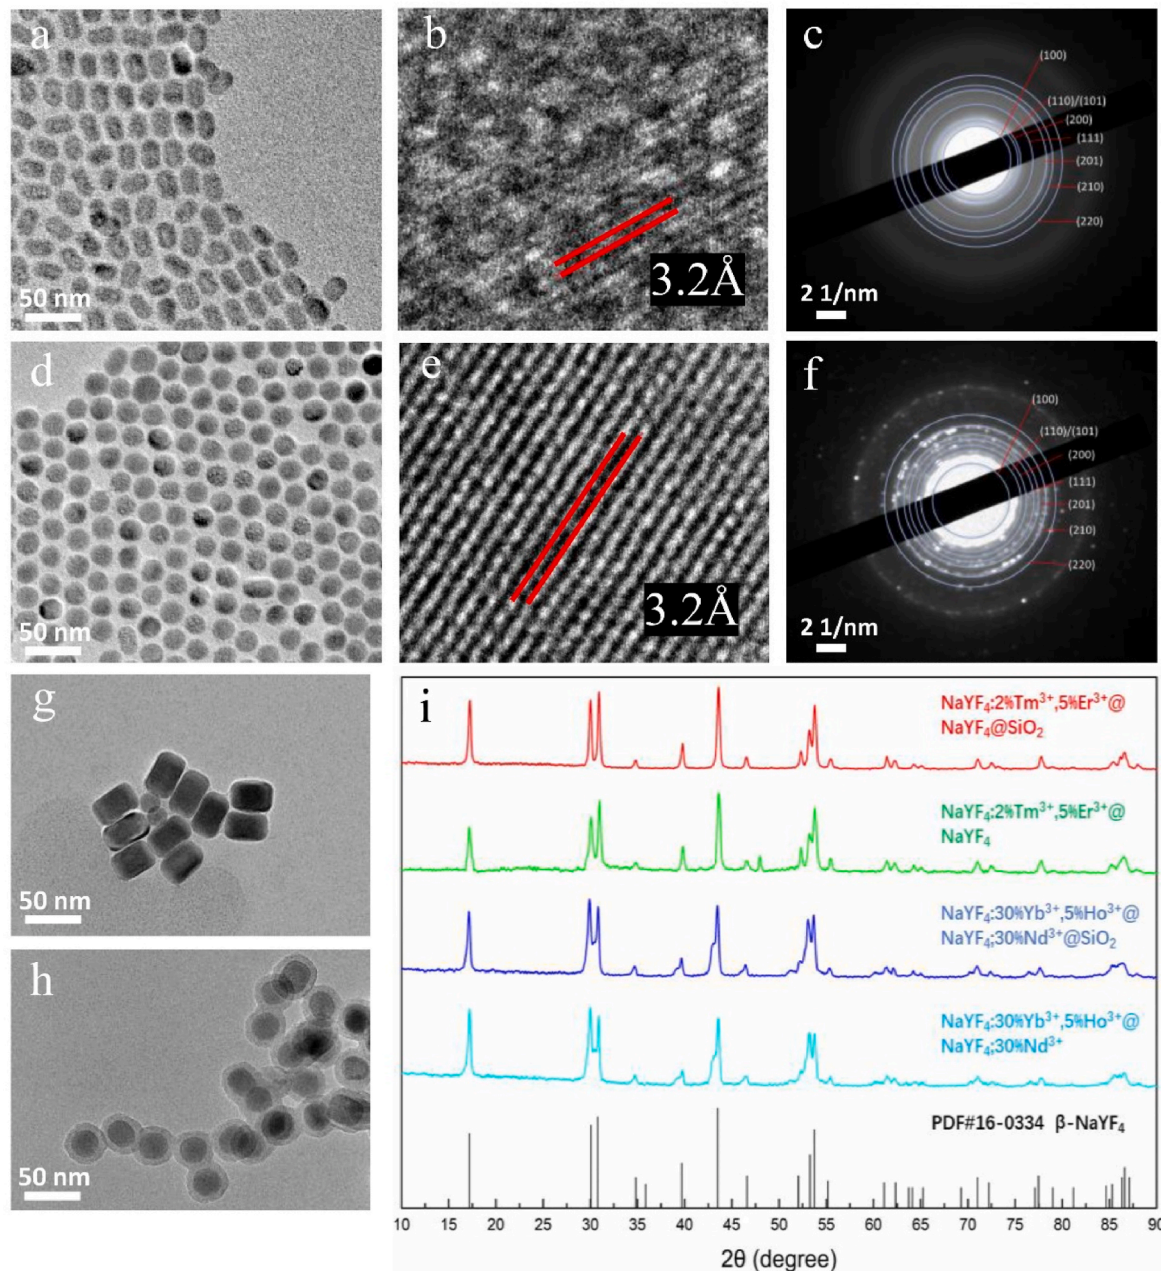 a
50 nm
b
3.2Å
c
(100)
(110)/(101)
(200)
(111)
(201)
(210)
(220)
2 1/nm
d
50 nm
e
3.2Å
f
(100)
(110)/(101)
(200)
(111)
(201)
(210)
(220)
2 1/nm
g
50 nm
h
50 nm
i
NaYF₄:2%Tm³⁺,5%Er³⁺@
NaYF₄@SiO₂
NaYF₄:2%Tm³⁺,5%Er³⁺@
NaYF₄
NaYF₄:30%Yb³⁺,5%Ho³⁺@
NaYF₄:30%Nd³⁺@SiO₂
NaYF₄:30%Yb³⁺,5%Ho³⁺@
NaYF₄:30%Nd³⁺
PDF#16-0334 β-NaYF₄
10 15 20 25 30 35 40 45 50 55 60 65 70 75 80 85 90
2θ (degree)